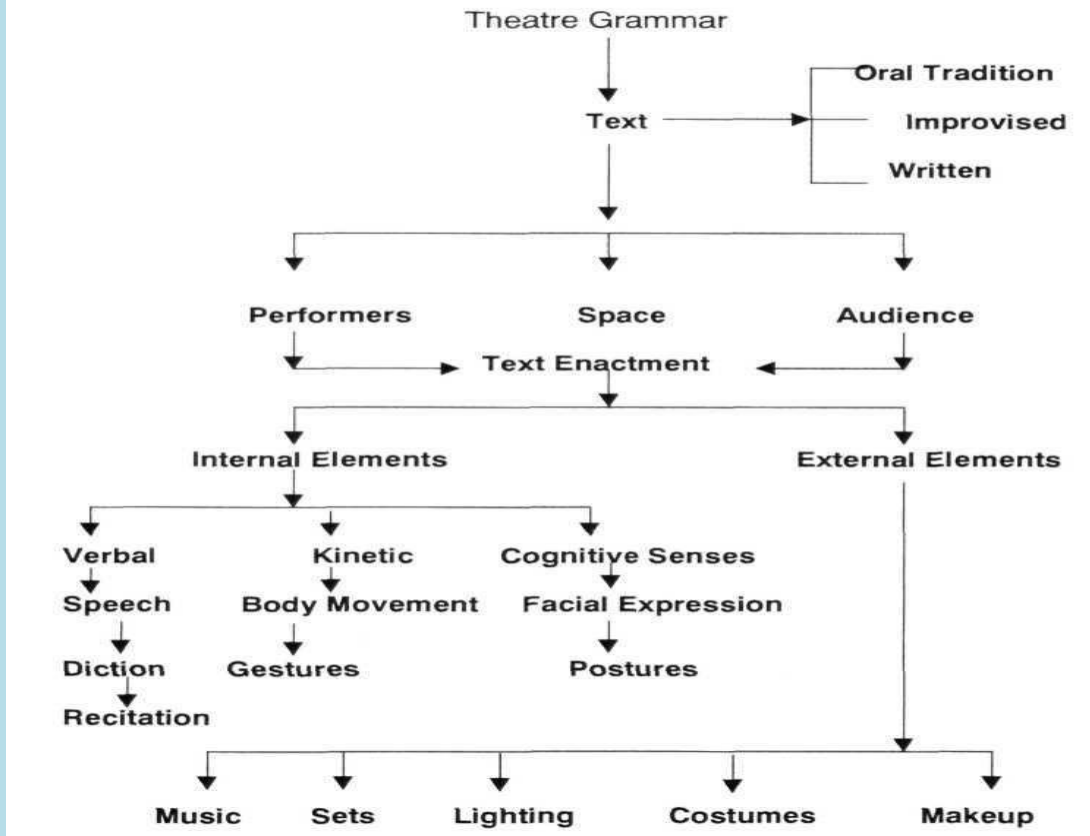 Theatre Grammar
Oral Tradition
Text
Improvised
Written
Performers Space Audience
Text Enactment
Internal Elements External Elements
Verbal Kinetic Cognitive Senses
Speech Body Movement Facial Expression
Diction Gestures Postures
Recitation
Music Sets Lighting Costumes Makeup